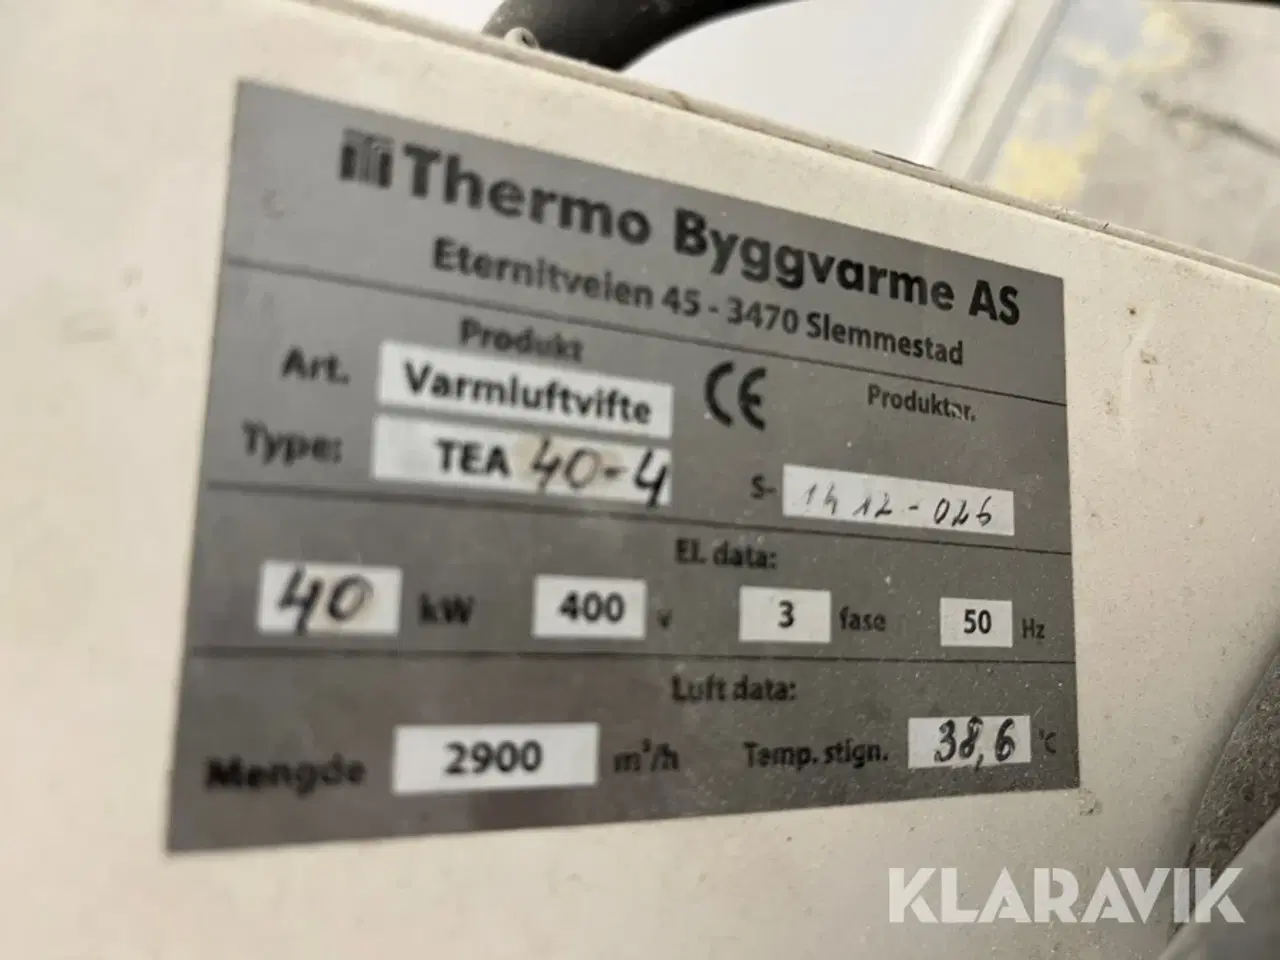 Thermo Byggvarme AS
Eternitveien 45 - 3470 Slemmestad
Produkt
Art. Varmluftvifte CE Produktnr.
Type: TEA 40-4 S- 1412-026
El. data:
40 kW 400 v 3 fase 50 Hz
Luft data:
Mengde 2900 m³/h Temp. stign. 38,6 °C
KLARAVIK